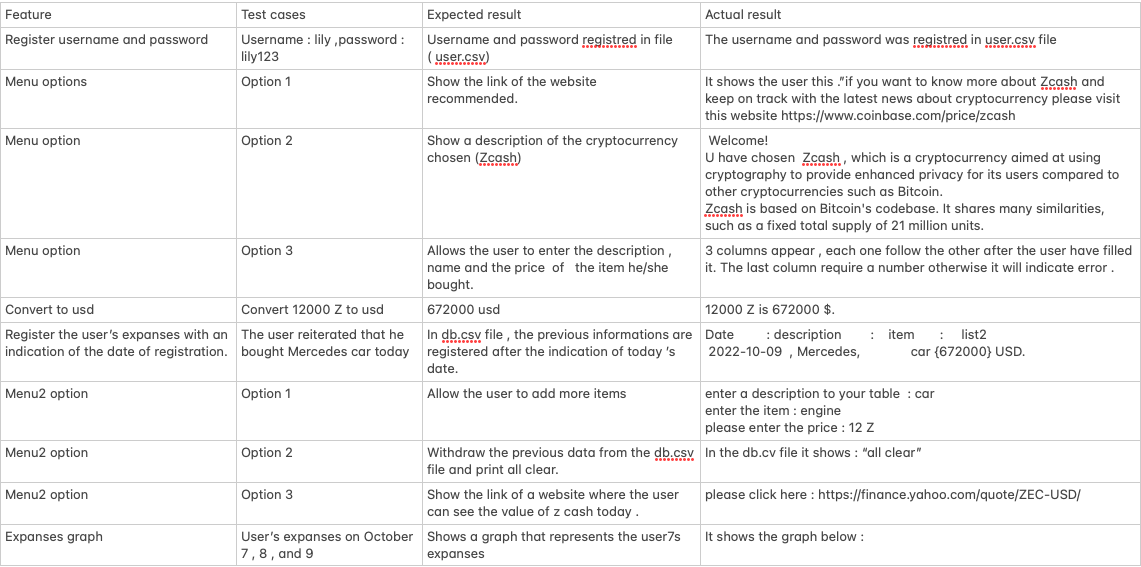 Feature Test cases Expected result Actual result
Register username and password
Username : lily ,password :
lily123
Username and password registred in file
( user.csv)
The username and password was registred in user.csv file
Menu options
Option 1
Show the link of the website
recommended.
It shows the user this .”if you want to know more about Zcash and
keep on track with the latest news about cryptocurrency please visit
this website https://www.coinbase.com/price/zcash
Menu option
Option 2
Show a description of the cryptocurrency
chosen (Zcash)
Welcome!
U have chosen  Zcash , which is a cryptocurrency aimed at using
cryptography to provide enhanced privacy for its users compared to
other cryptocurrencies such as Bitcoin.
Zcash is based on Bitcoin's codebase. It shares many similarities,
such as a fixed total supply of 21 million units.
Menu option
Option 3
Allows the user to enter the description ,
name and the price  of   the item he/she
bought.
3 columns appear , each one follow the other after the user have filled
it. The last column require a number otherwise it will indicate error .
Convert to usd
Convert 12000 Z to usd
672000 usd
12000 Z is 672000 $.
Register the user’s expanses with an
indication of the date of registration.
The user reiterated that he
bought Mercedes car today
In db.csv file , the previous informations are
registered after the indication of today ’s
date.
Date : description : item : list2
2022-10-09 , Mercedes, car {672000} USD.
Menu2 option
Option 1
Allow the user to add more items
enter a description to your table  : car
enter the item : engine
please enter the price : 12 Z
Menu2 option
Option 2
Withdraw the previous data from the db.csv
file and print all clear.
In the db.cv file it shows : “all clear”
Menu2 option
Option 3
Show the link of a website where the user
can see the value of z cash today .
please click here : https://finance.yahoo.com/quote/ZEC-USD/
Expanses graph
User’s expanses on October
7 , 8 , and 9
Shows a graph that represents the user7s
expanses
It shows the graph below :